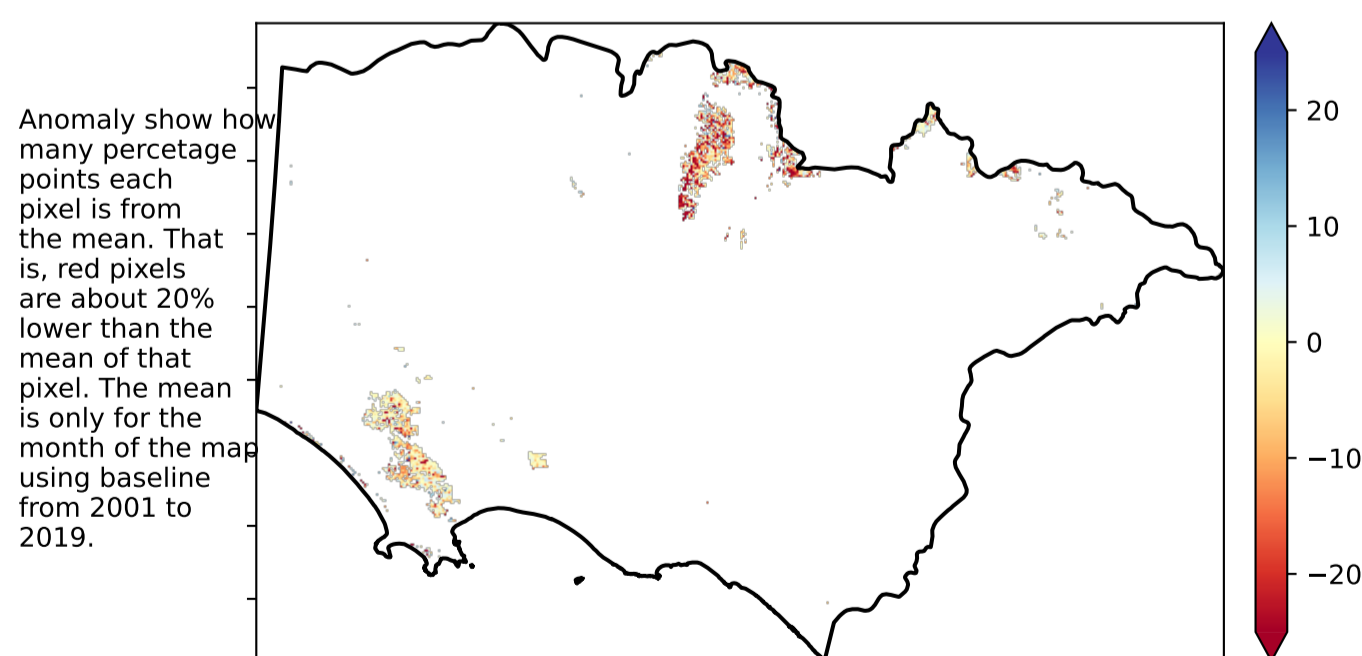 Anomaly show how
many percetage
points each
pixel is from
the mean. That
is, red pixels
are about 20%
lower than the
mean of that
pixel. The mean
is only for the
month of the map
using baseline
from 2001 to
2019.
20
10
0
−10
−20